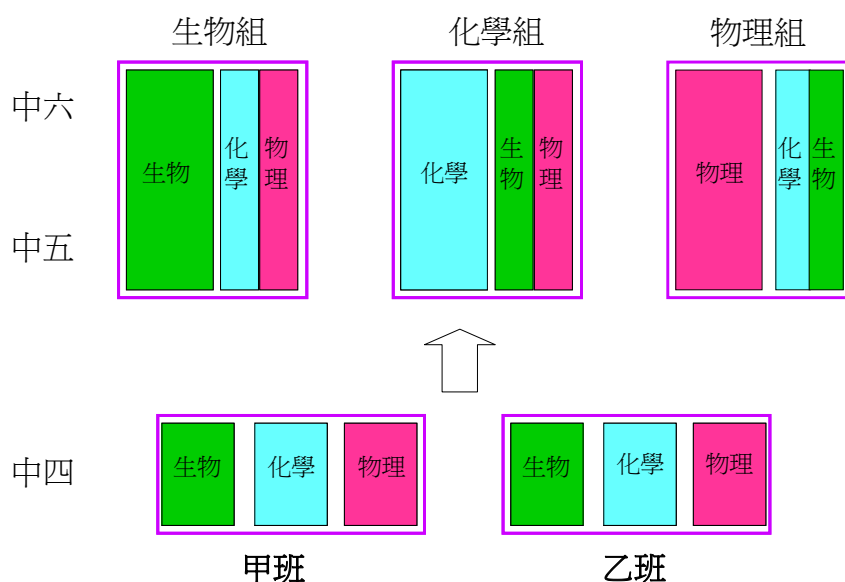 生物組 化學組 物理組
中六
生物 化學 物理 化學 生物 物理 物理 化學 生物
中五
中四
生物 化學 物理 生物 化學 物理
甲班 乙班